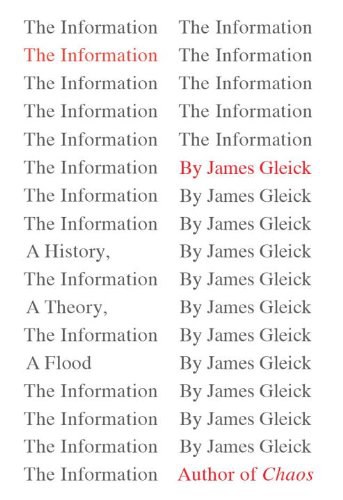 The Information The Information
The Information The Information
The Information The Information
The Information The Information
The Information The Information
The Information By James Gleick
The Information By James Gleick
The Information By James Gleick
A History, By James Gleick
The Information By James Gleick
A Theory, By James Gleick
The Information By James Gleick
A Flood By James Gleick
The Information By James Gleick
The Information By James Gleick
The Information By James Gleick
The Information Author of Chaos